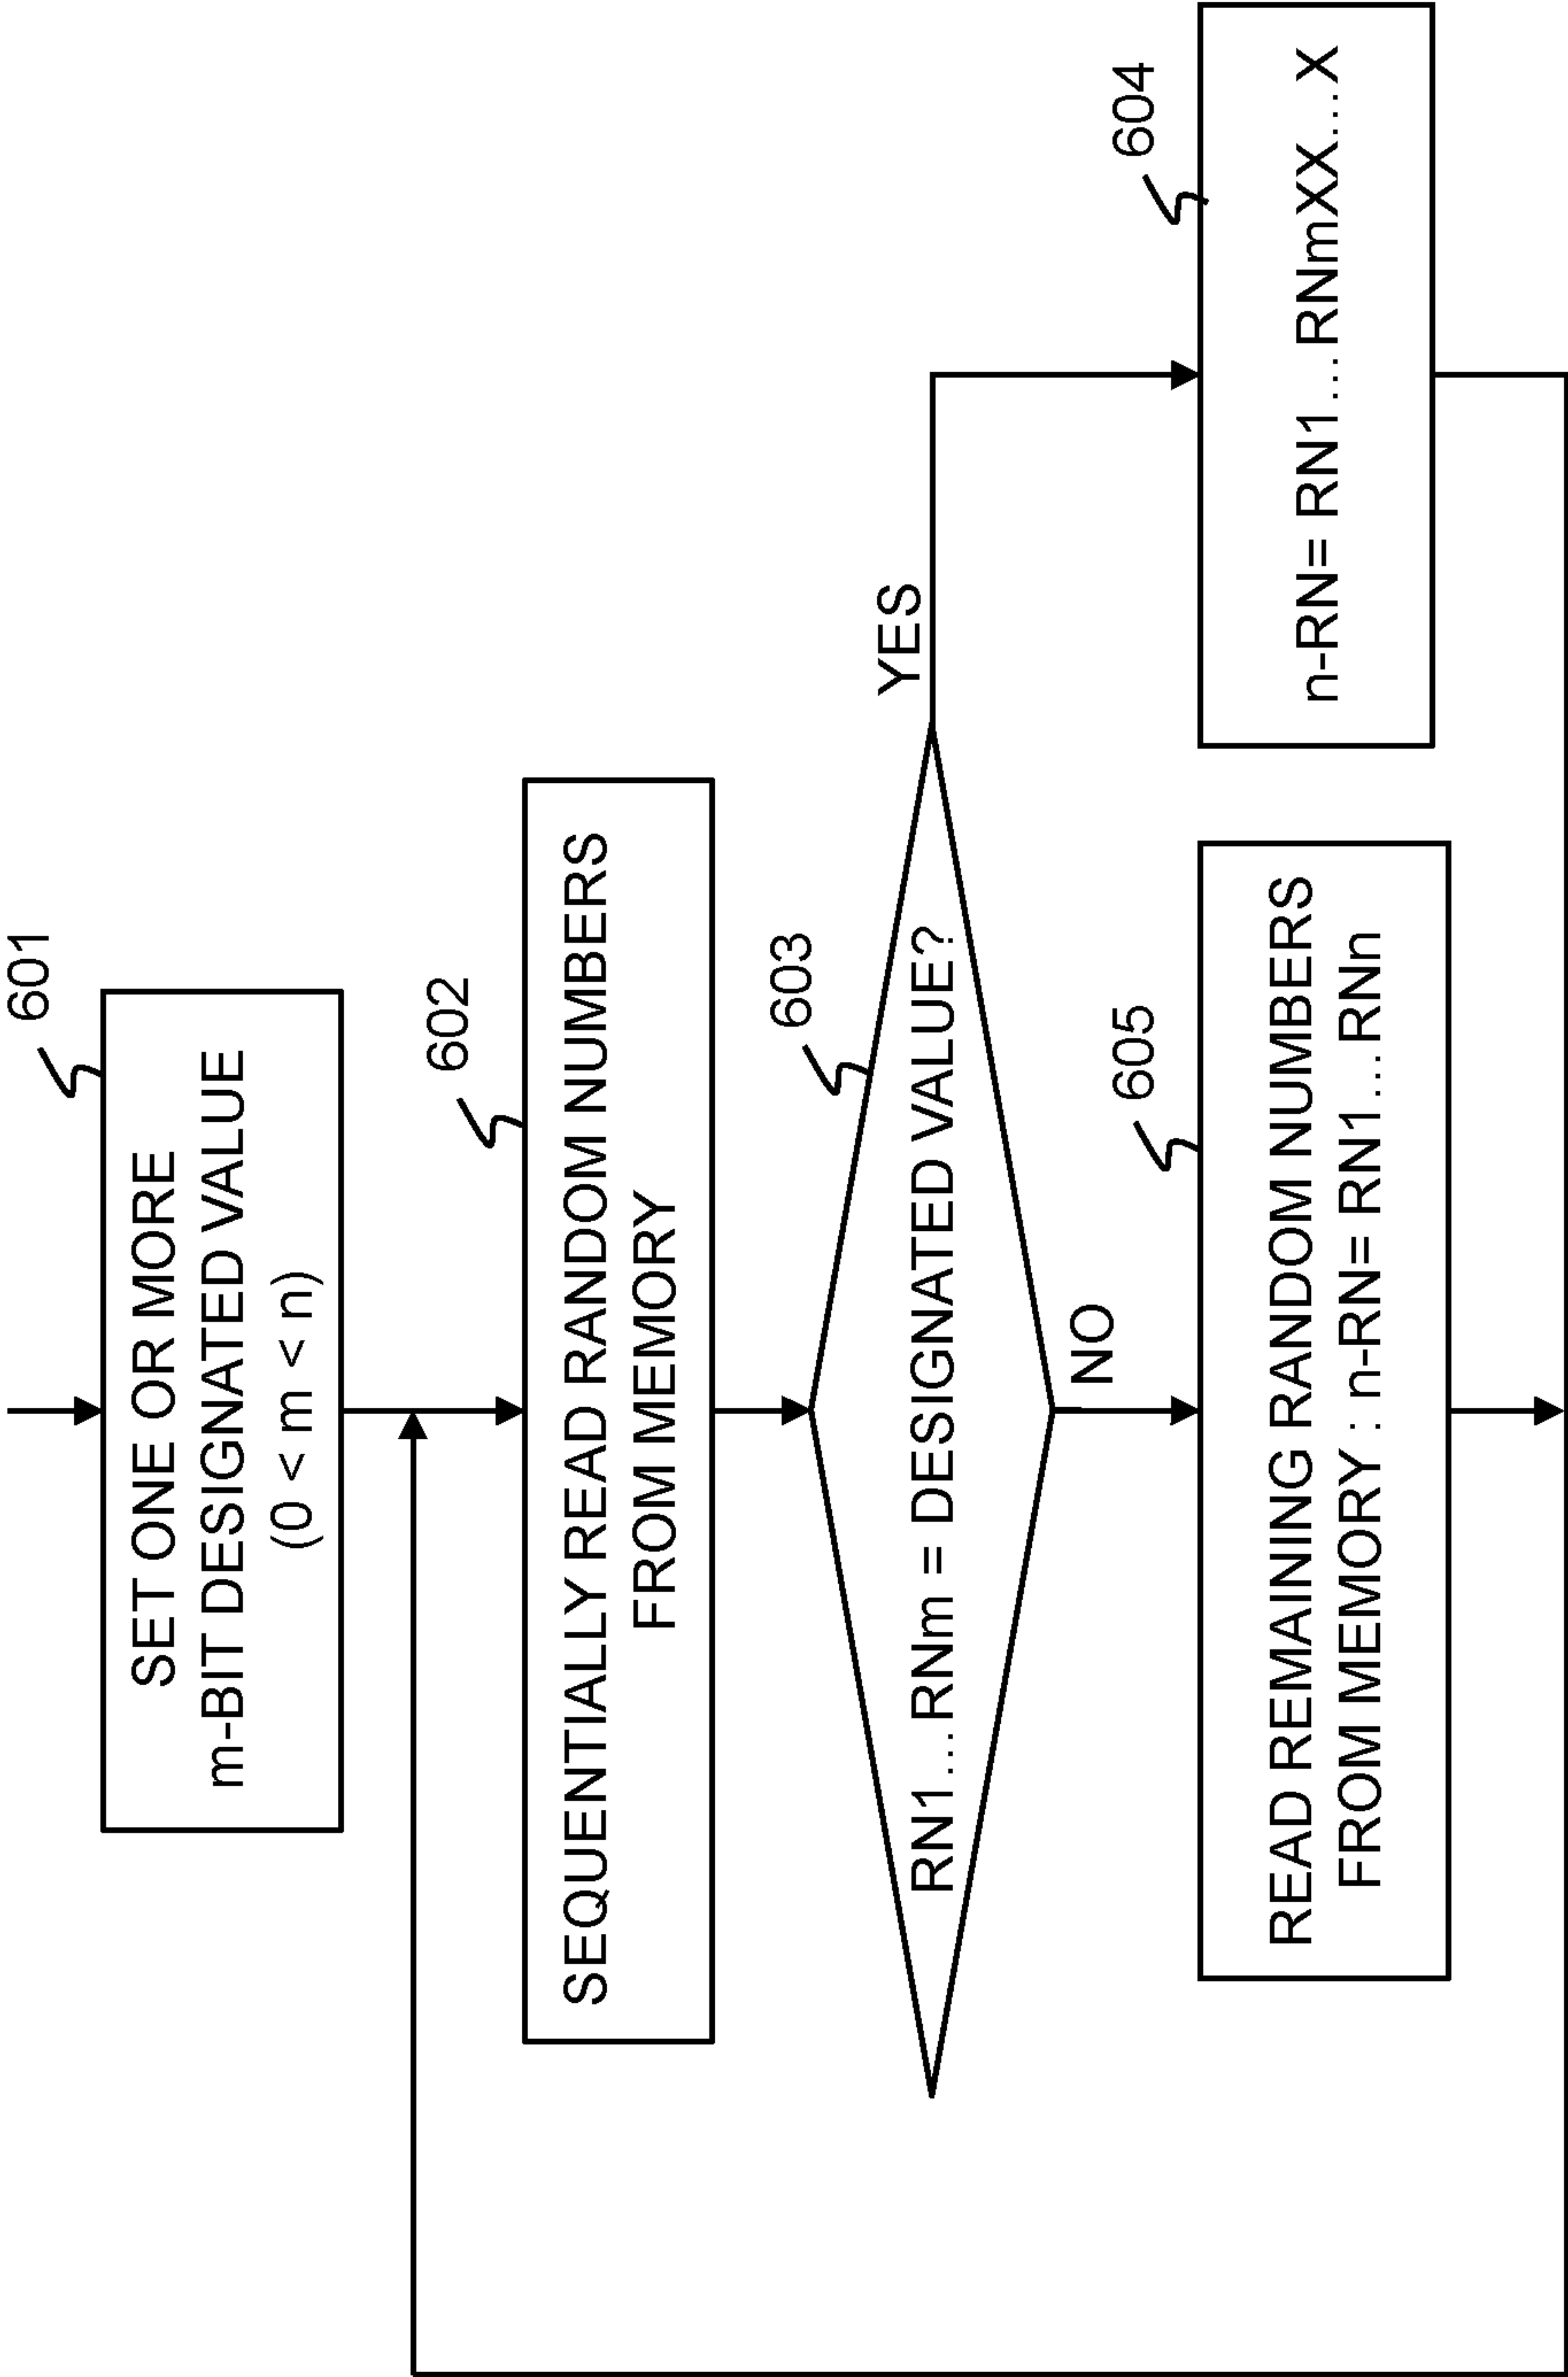 601
SET ONE OR MORE
m-BIT DESIGNATED VALUE
(0 < m < n)
602
SEQUENTIALLY READ RANDOM NUMBERS
FROM MEMORY
603
RN1...RNm = DESIGNATED VALUE?
YES
NO
604
n-RN= RN1...RNmXX...X
605
READ REMAINING RANDOM NUMBERS
FROM MEMORY : n-RN= RN1...RNn